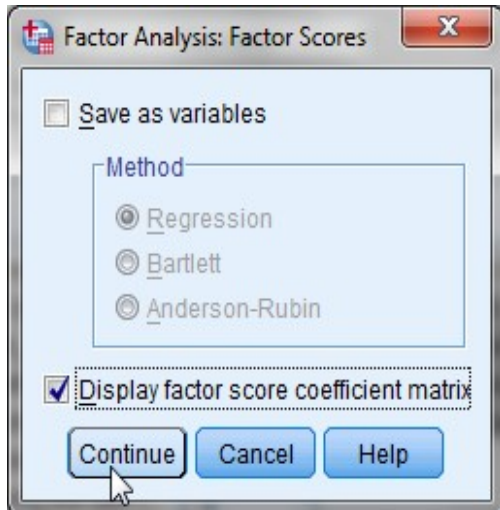 Factor Analysis: Factor Scores
Save as variables
Method
Regression
Bartlett
Anderson-Rubin
Display factor score coefficient matrix
Continue Cancel Help